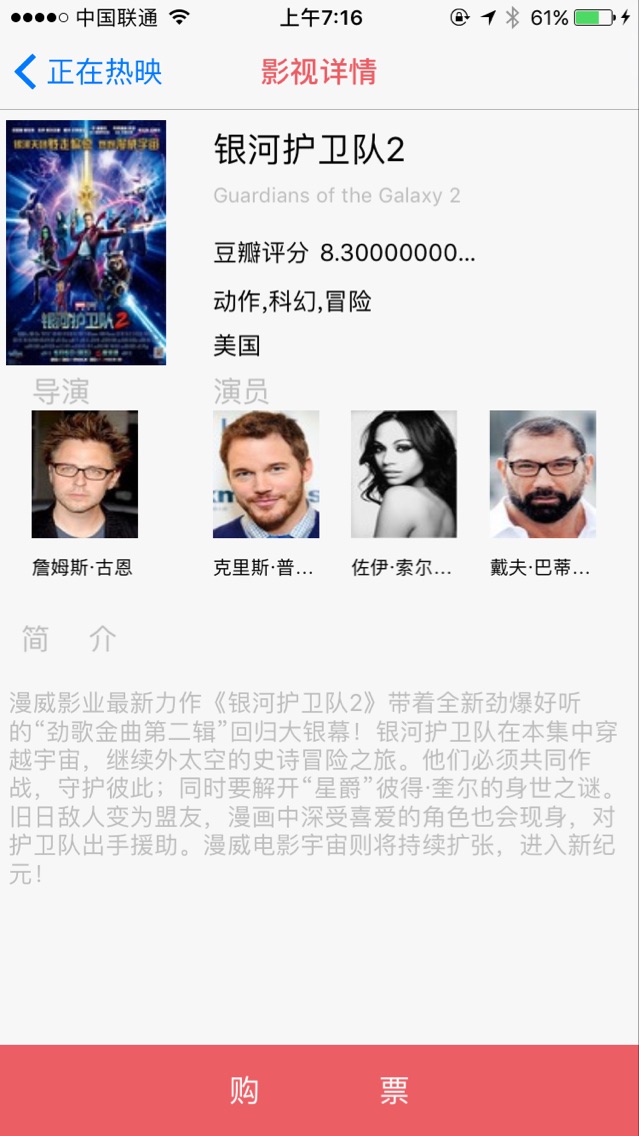 中国联通
上午7:16
61%
正在热映
影视详情
银河护卫队2
Guardians of the Galaxy 2
豆瓣评分 8.30000000...
动作,科幻,冒险
美国
银河护卫队2
导演
演员
詹姆斯·古恩
克里斯·普...
佐伊·索尔...
戴夫·巴蒂...
简 介
漫威影业最新力作《银河护卫队2》带着全新劲爆好听
的“劲歌金曲第二辑”回归大银幕！银河护卫队在本集中穿
越宇宙，继续外太空的史诗冒险之旅。他们必须共同作
战，守护彼此；同时要解开“星爵”彼得·奎尔的身世之谜。
旧日敌人变为盟友，漫画中深受喜爱的角色也会现身，对
护卫队出手援助。漫威电影宇宙则将持续扩张，进入新纪
元！
购 票